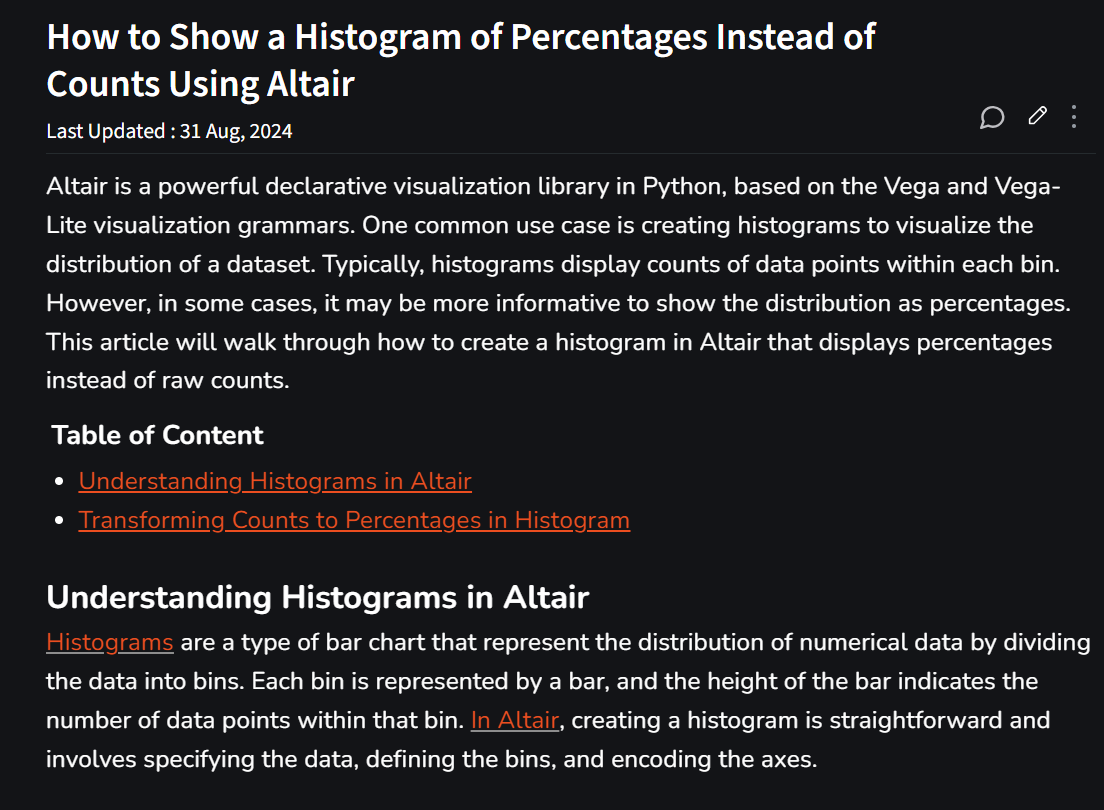 How to Show a Histogram of Percentages Instead of
Counts Using Altair
Last Updated : 31 Aug, 2024
Altair is a powerful declarative visualization library in Python, based on the Vega and Vega-
Lite visualization grammars. One common use case is creating histograms to visualize the
distribution of a dataset. Typically, histograms display counts of data points within each bin.
However, in some cases, it may be more informative to show the distribution as percentages.
This article will walk through how to create a histogram in Altair that displays percentages
instead of raw counts.
Table of Content
Understanding Histograms in Altair
Transforming Counts to Percentages in Histogram
Understanding Histograms in Altair
Histograms are a type of bar chart that represent the distribution of numerical data by dividing
the data into bins. Each bin is represented by a bar, and the height of the bar indicates the
number of data points within that bin. In Altair, creating a histogram is straightforward and
involves specifying the data, defining the bins, and encoding the axes.